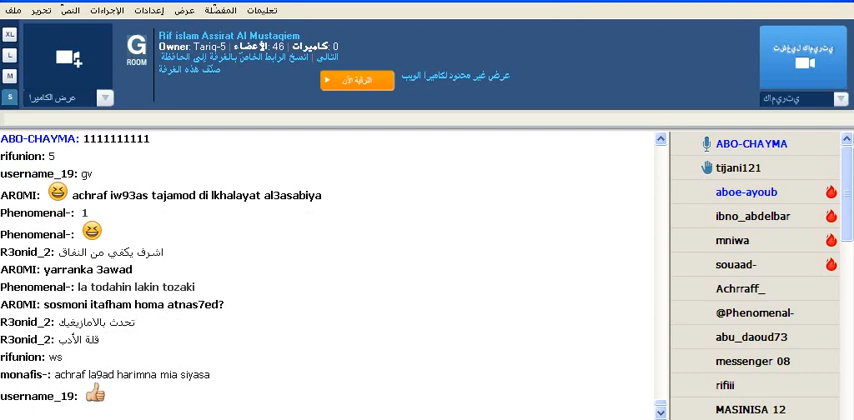 ملف تحرير النصّ الإجراءات إعدادات عرض المفضّلة تعليمات
XL
L
M
S
عرض الكاميرا
G
ROOM
Rif islam Assirat Al Mustaqiem
Owner: Tariq-5 | الأعضاء: 46 | كاميرات: 0
انسخ الرابط الخاصّ بالغرفة إلى الحافظة | التالي
صنّف هذه الغرفة
الترقية الآن
عرض غير محدود لكاميرا الويب
ABO-CHAYMA: 1111111111
rifunion: 5
username_19: gv
AROMI: achraf iw93as tajamod di lkhalayat al3asabiya
Phenomenal-: 1
Phenomenal-:
R3onid_2: اشرف يكفي من النفاق
AROMI: yarranka 3awad
Phenomenal-: la todahin lakin tozaki
AROMI: sosmoni itafham homa atnas7ed?
R3onid_2: تحدث بالامازيغيك
R3onid_2: قلة الأدب
rifunion: ws
monafis-: achraf la9ad harimna mia siyasa
username_19:
ABO-CHAYMA
tijani121
aboe-ayoub
ibno_abdelbar
mniwa
souaad-
Achrraff_
@Phenomenal-
abu_daoud73
messenger 08
rifiii
MASINISA 12